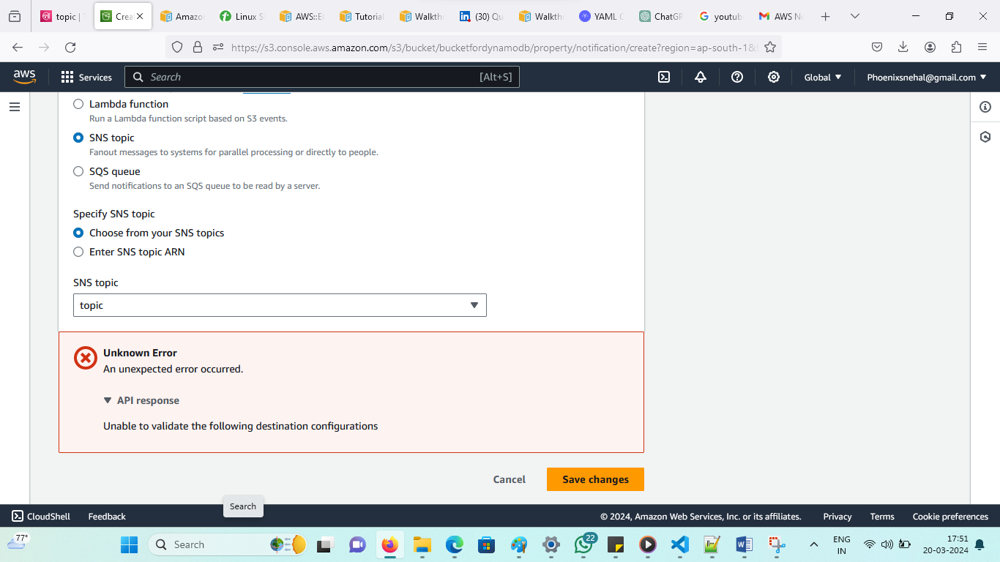 topic | T
Crea
Amazo
Linux S
AWS::E
Tutorial
Walkth
(30) Qu
Walkth
YAML C
ChatGP
youtub
AWS No
https://s3.console.aws.amazon.com/s3/bucket/bucketfordynamodb/property/notification/create?region=ap-south-1&
aws
Services
Search
[Alt+S]
Global
Phoenixsnehal@gmail.com
Lambda function
Run a Lambda function script based on S3 events.
SNS topic
Fanout messages to systems for parallel processing or directly to people.
SQS queue
Send notifications to an SQS queue to be read by a server.
Specify SNS topic
Choose from your SNS topics
Enter SNS topic ARN
SNS topic
topic
Unknown Error
An unexpected error occurred.
API response
Unable to validate the following destination configurations
Cancel
Save changes
Search
CloudShell
Feedback
© 2024, Amazon Web Services, Inc. or its affiliates.
Privacy
Terms
Cookie preferences
77°
Search
22
ENG
IN
17:51
20-03-2024